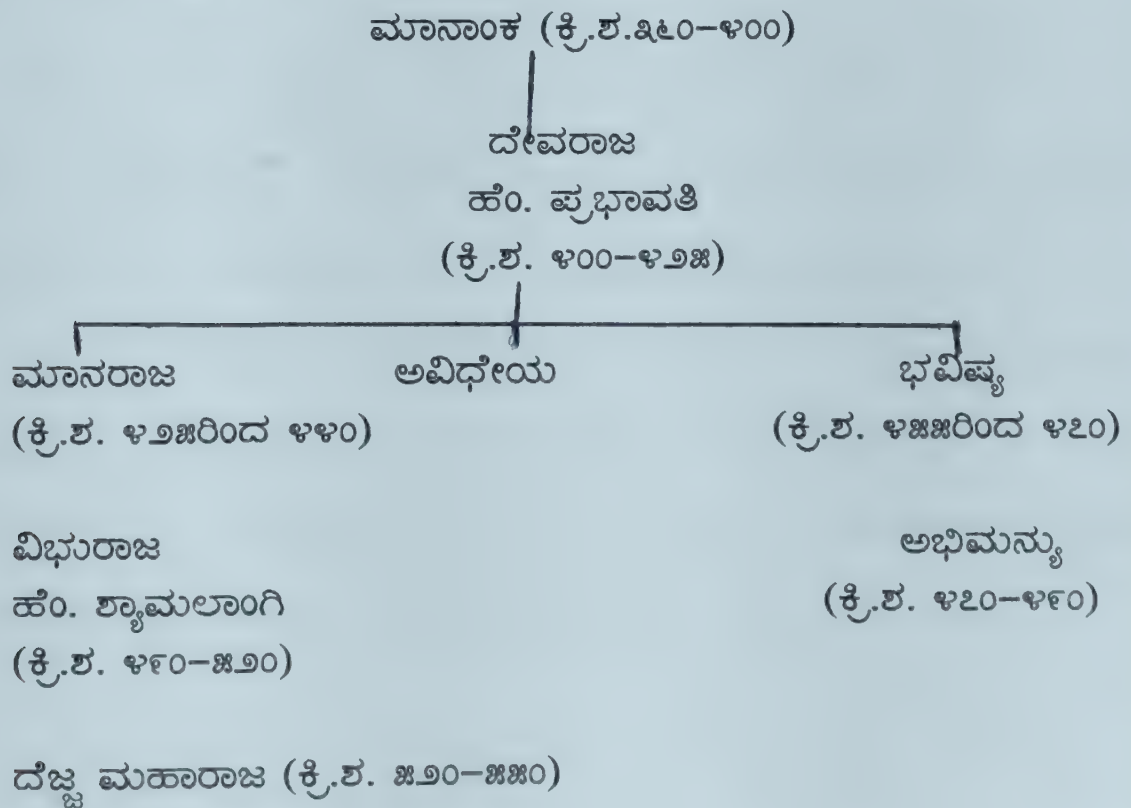 ಮಾನಾಂಕ (ಕ್ರಿ.ಶ.೩೬೦–೪೦೦)
ದೇವರಾಜ
ಹೆಂ. ಪ್ರಭಾವತಿ
(ಕ್ರಿ.ಶ. ೪೦೦–೪೨೫)
ಮಾನರಾಜ ಅವಿಧೇಯ ಭವಿಷ್ಯ
(ಕ್ರಿ.ಶ. ೪೨೫ರಿಂದ ೪೪೦) (ಕ್ರಿ.ಶ. ೪೫೫ರಿಂದ ೪೭೦)
ವಿಭುರಾಜ ಅಭಿಮನ್ಯು
ಹೆಂ. ಶ್ಯಾಮಲಾಂಗಿ (ಕ್ರಿ.ಶ. ೪೭೦–೪೯೦)
(ಕ್ರಿ.ಶ. ೪೯೦–೫೨೦)
ದೆಜ್ಜ ಮಹಾರಾಜ (ಕ್ರಿ.ಶ. ೫೨೦–೫೫೦)